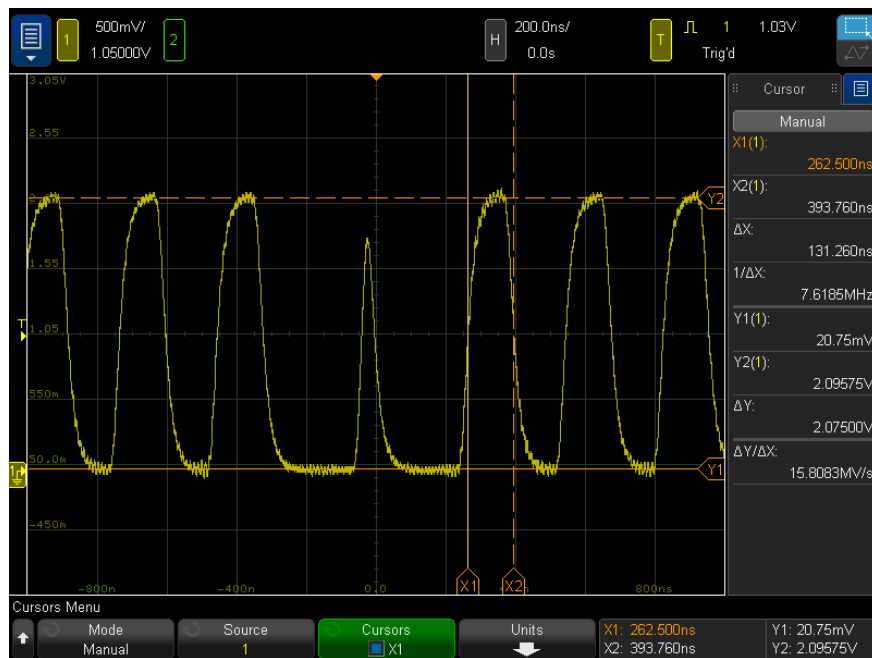 1 500mV/ 1.05000V 2 H 200.0ns/ 0.0s T 1 1.03V Trig'd
3.05V
2.55
1.55
1.05
550m
50.0m
-450m
T
1
Y2
Y1
X1
X2
-800n -400n 0.0 800ns
Cursor
Manual
X1(1):
262.500ns
X2(1):
393.760ns
ΔX:
131.260ns
1/ΔX:
7.6185MHz
Y1(1):
20.75mV
Y2(1):
2.09575V
ΔY:
2.07500V
ΔY/ΔX:
15.8083MV/s
Cursors Menu
Mode
Manual
Source
1
Cursors
X1
Units
X1: 262.500ns
X2: 393.760ns
Y1: 20.75mV
Y2: 2.09575V